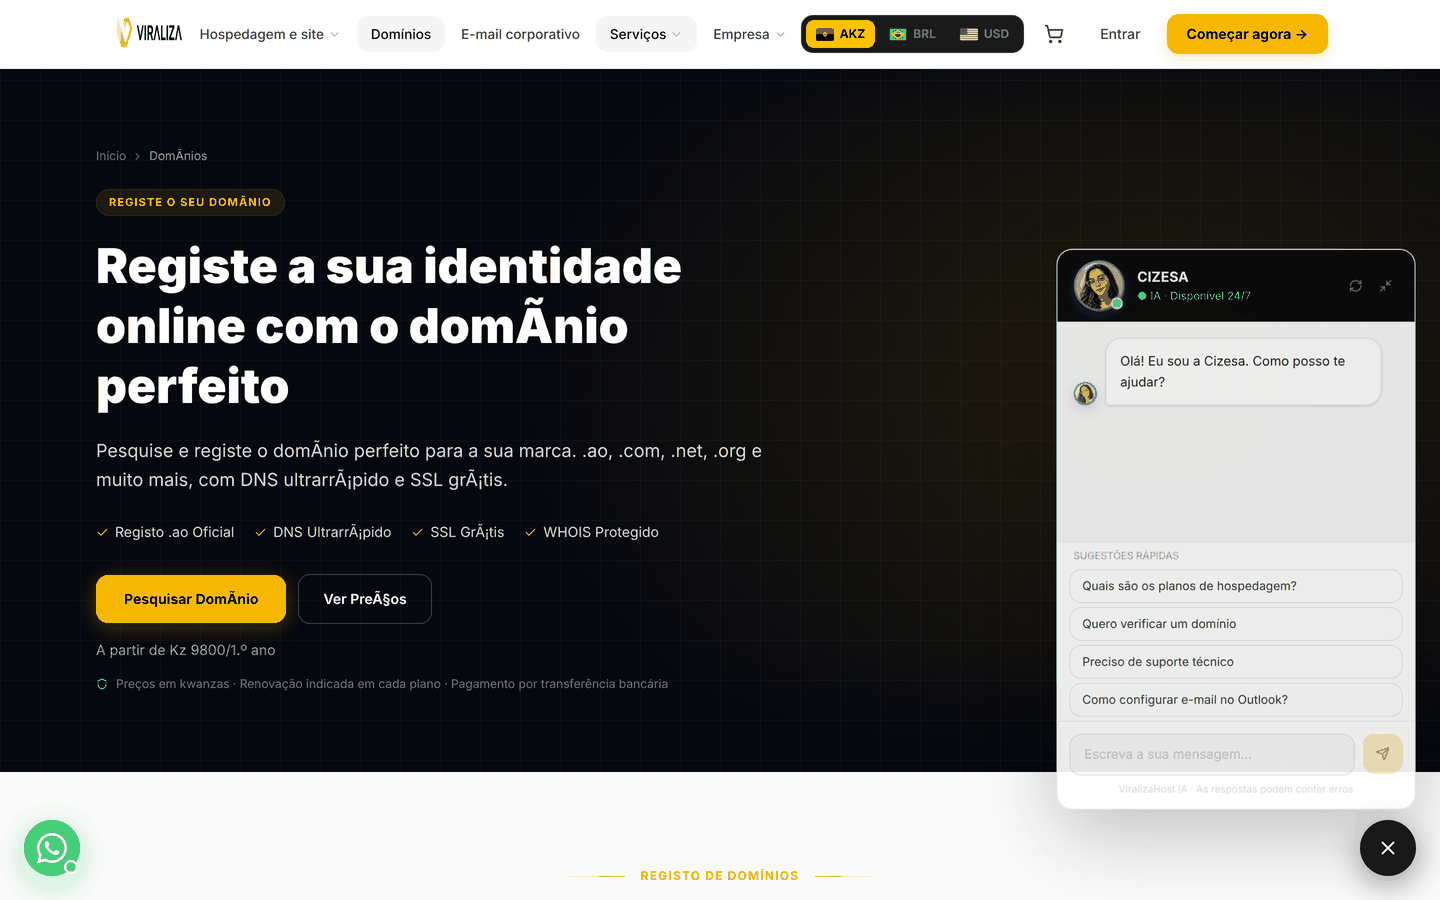 VIRALIZA
Hospedagem e site
Domínios
E-mail corporativo
Serviços
Empresa
AKZ
BRL
USD
Entrar
Começar agora →
Início > DomÃnios
REGISTE O SEU DOMÃNIO
Registe a sua identidade
online com o domÃnio
perfeito
Pesquise e registe o domÃnio perfeito para a sua marca. .ao, .com, .net, .org e
muito mais, com DNS ultrarrÃ¡pido e SSL grÃ¡tis.
Registo .ao Oficial
DNS UltrarrÃ¡pido
SSL GrÃ¡tis
WHOIS Protegido
Pesquisar DomÃnio
Ver PreÃ§os
A partir de Kz 9800/1.º ano
Preços em kwanzas · Renovação indicada em cada plano · Pagamento por transferência bancária
CIZESA
IA · Disponível 24/7
Olá! Eu sou a Cizesa. Como posso te
ajudar?
SUGESTÕES RÁPIDAS
Quais são os planos de hospedagem?
Quero verificar um domínio
Preciso de suporte técnico
Como configurar e-mail no Outlook?
Escreva a sua mensagem...
ViralizaHost IA · As respostas podem conter erros
REGISTO DE DOMÍNIOS